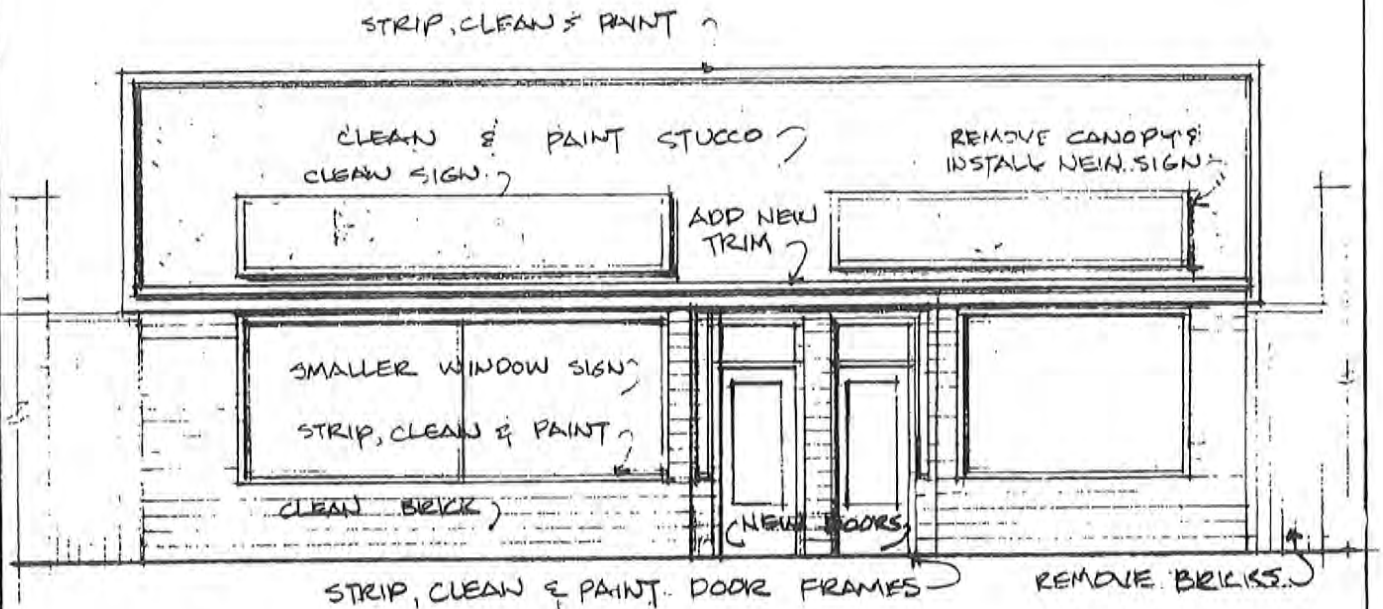 STRIP, CLEAN & PAINT
CLEAN & PAINT STUCCO
CLEAN SIGN
REMOVE CANOPY &
INSTALL NEW SIGN
ADD NEW
TRIM
SMALLER WINDOW SIGN
STRIP, CLEAN & PAINT
CLEAN BRICK
NEW DOORS
STRIP, CLEAN & PAINT DOOR FRAMES
REMOVE BRICKS